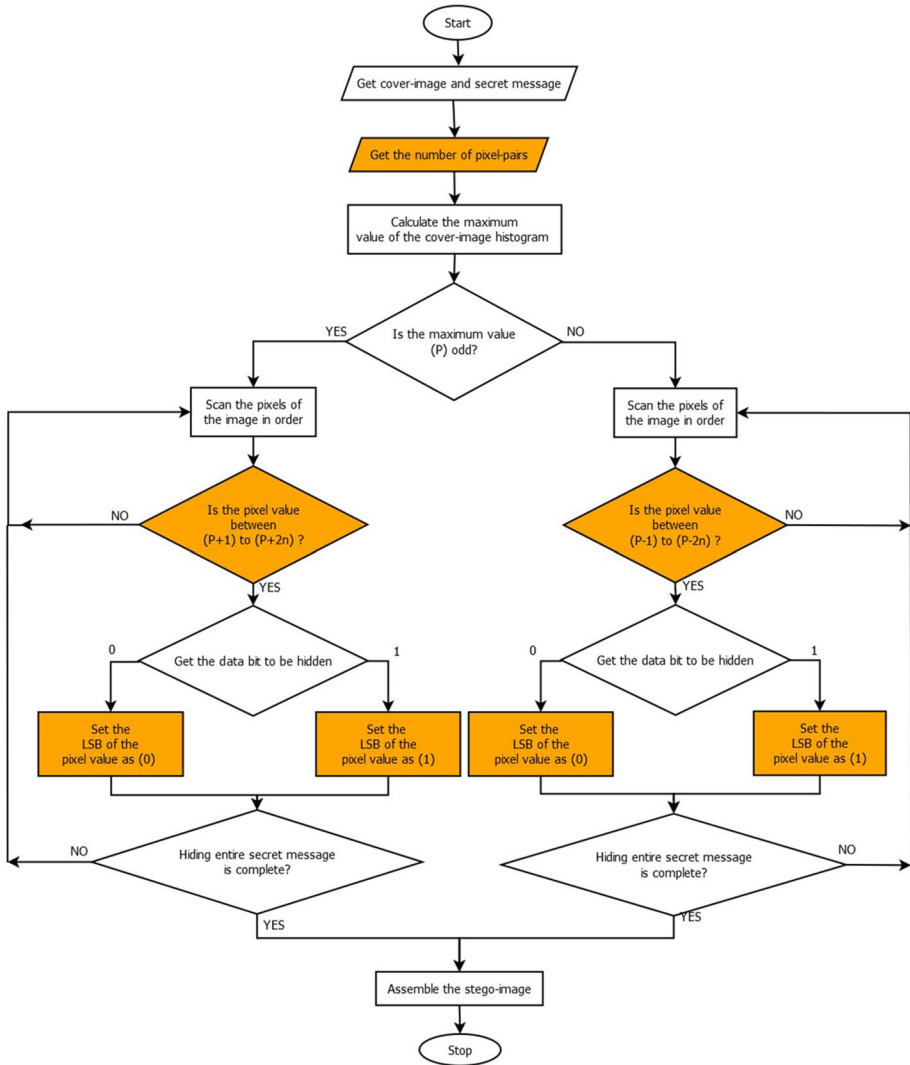 Start
Get cover-image and secret message
Get the number of pixel-pairs
Calculate the maximum
value of the cover-image histogram
Is the maximum value
(P) odd?
YES
NO
Scan the pixels of
the image in order
Scan the pixels of
the image in order
Is the pixel value
between
(P+1) to (P+2n) ?
NO
YES
Is the pixel value
between
(P-1) to (P-2n) ?
NO
YES
Get the data bit to be hidden
0
1
Get the data bit to be hidden
0
1
Set the
LSB of the
pixel value as (0)
Set the
LSB of the
pixel value as (1)
Set the
LSB of the
pixel value as (0)
Set the
LSB of the
pixel value as (1)
Hiding entire secret message
is complete?
NO
YES
Hiding entire secret message
is complete?
NO
YES
Assemble the stego-image
Stop